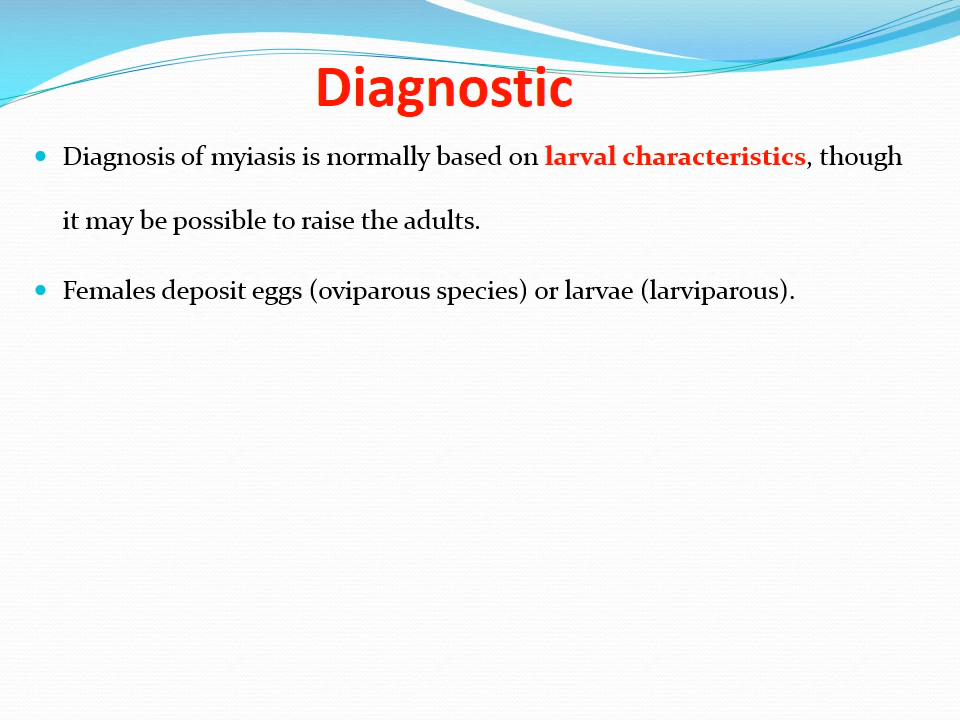 Diagnostic
• Diagnosis of myiasis is normally based on larval characteristics, though
it may be possible to raise the adults.
• Females deposit eggs (oviparous species) or larvae (larviparous).